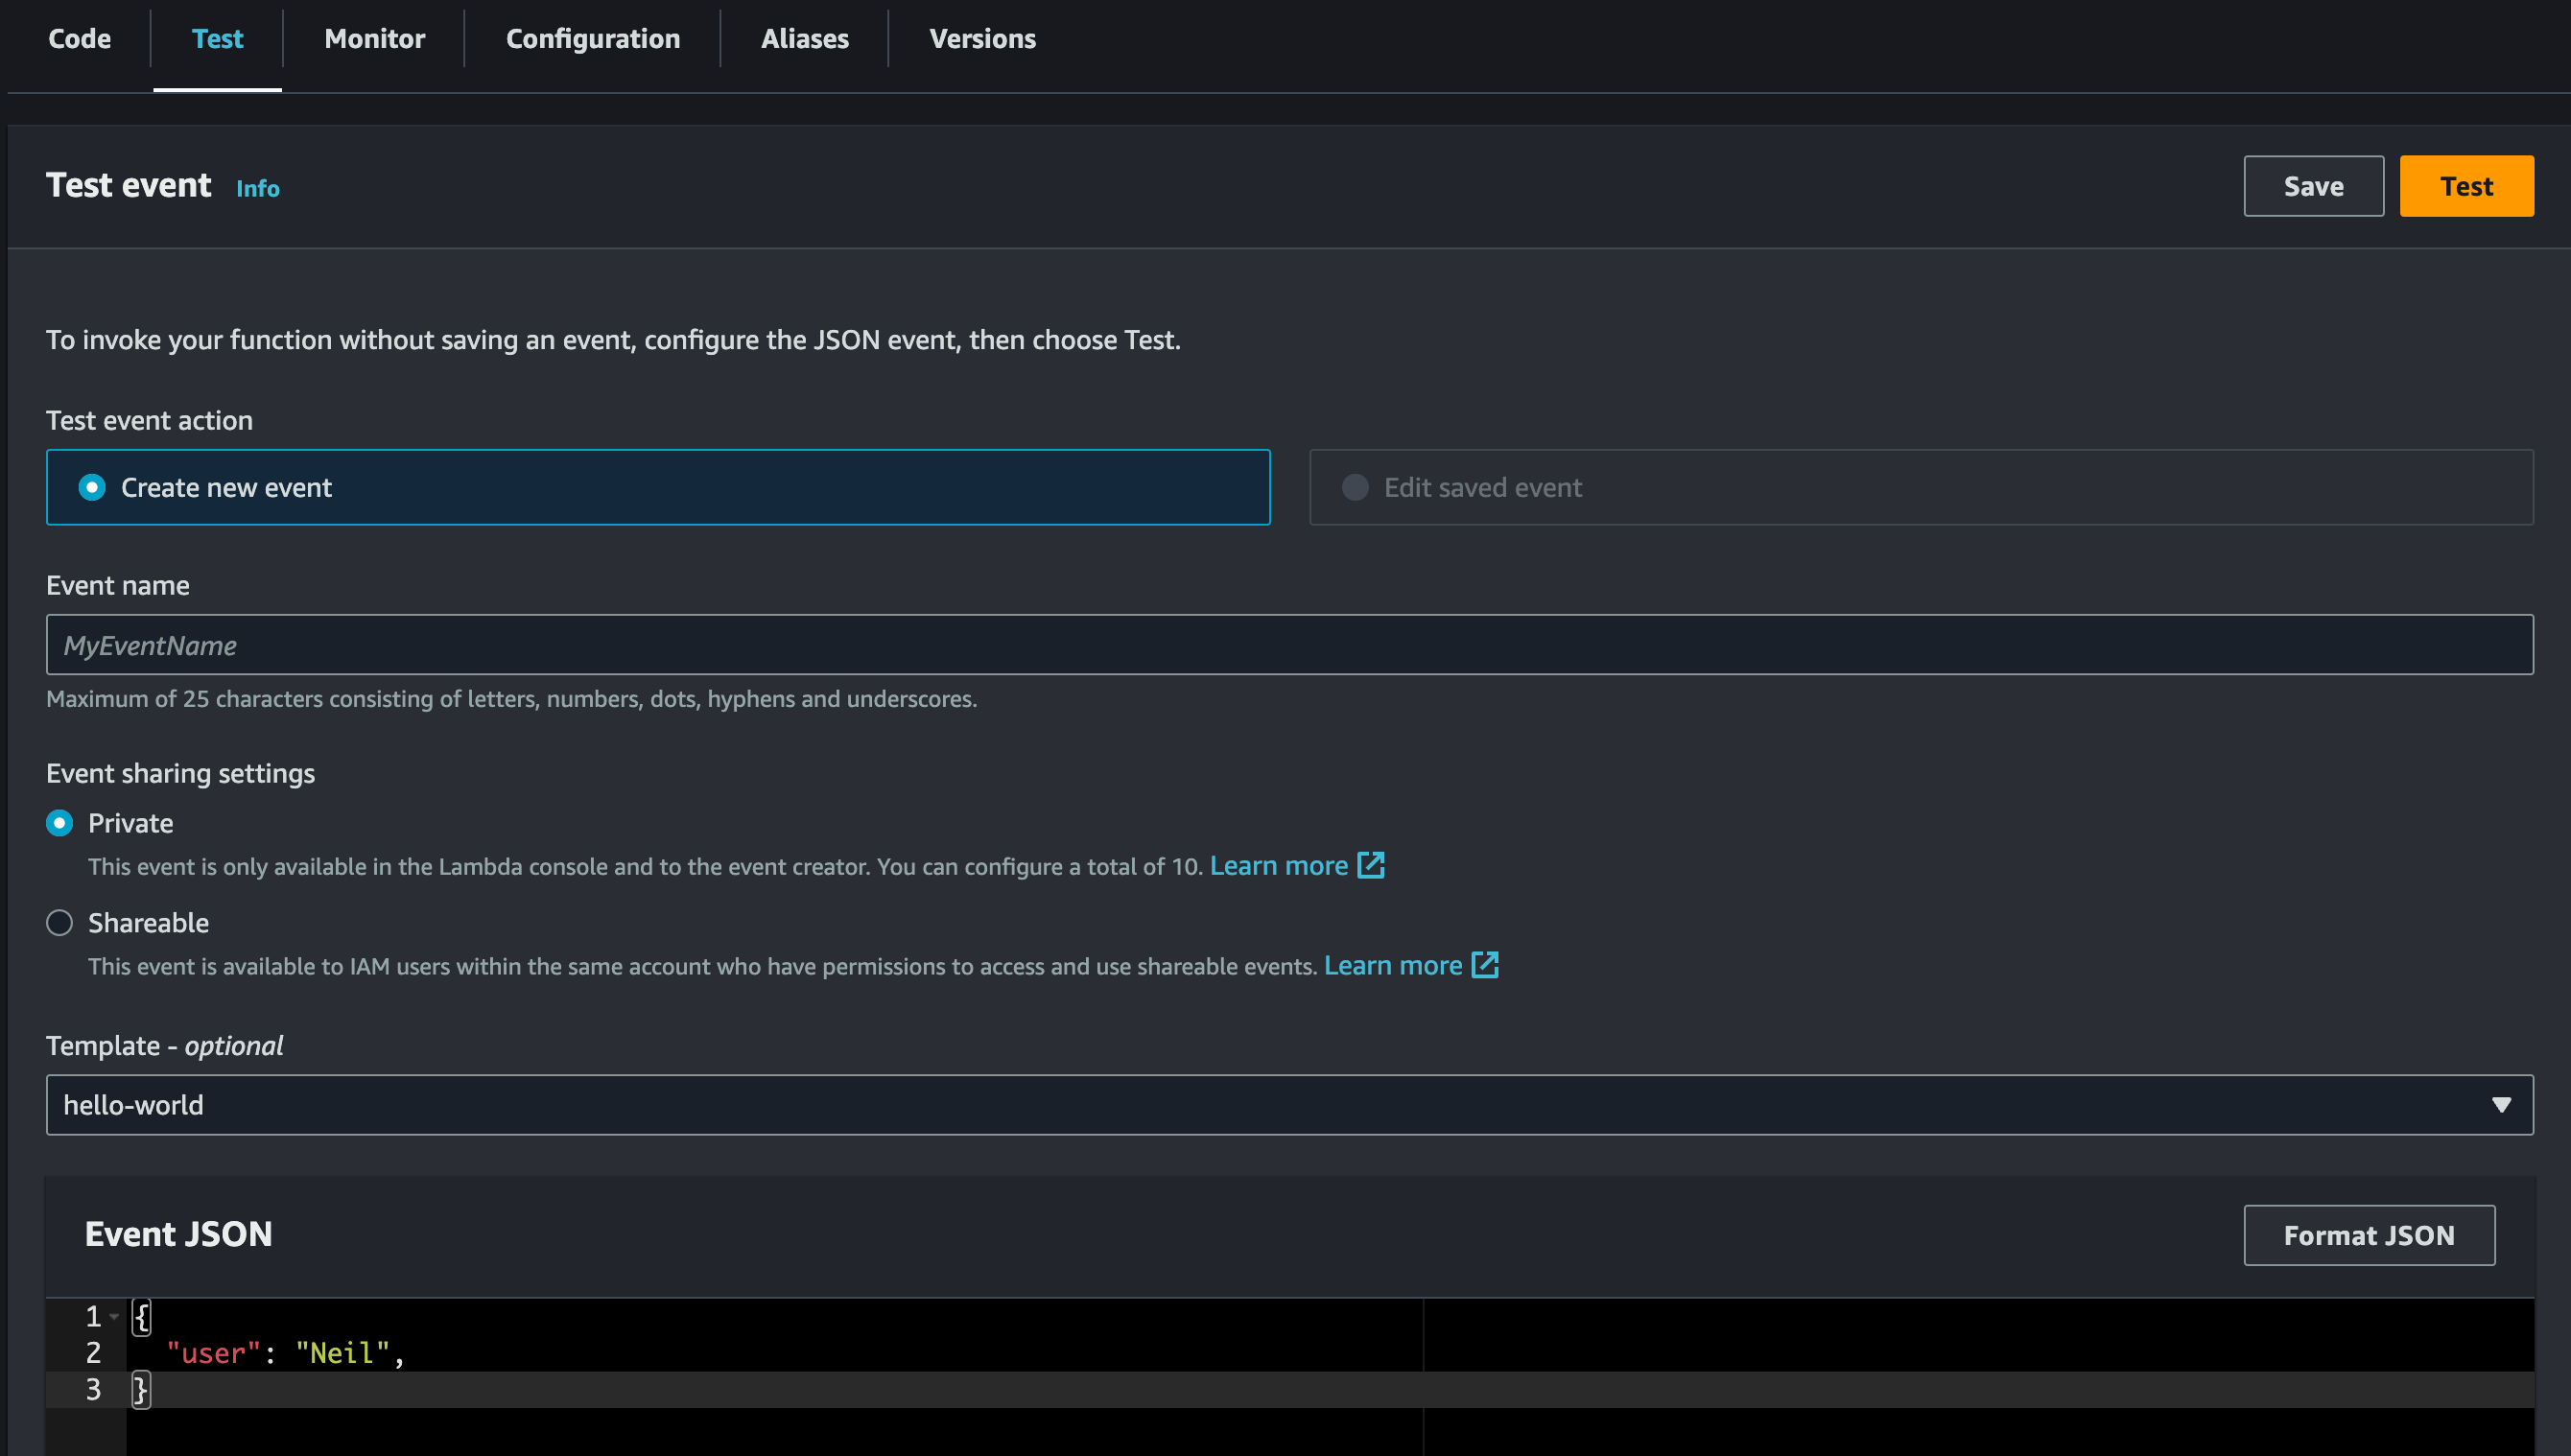 Code Test Monitor Configuration Aliases Versions
Test event Info Save Test
To invoke your function without saving an event, configure the JSON event, then choose Test.
Test event action
Create new event Edit saved event
Event name
MyEventName
Maximum of 25 characters consisting of letters, numbers, dots, hyphens and underscores.
Event sharing settings
Private
This event is only available in the Lambda console and to the event creator. You can configure a total of 10. Learn more
Shareable
This event is available to IAM users within the same account who have permissions to access and use shareable events. Learn more
Template - optional
hello-world
Event JSON Format JSON
1 {
2 "user": "Neil",
3 }